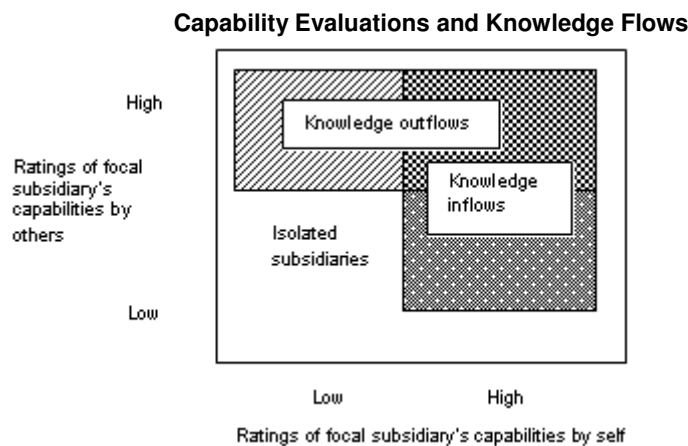 Capability Evaluations and Knowledge Flows
High
Knowledge outflows
Ratings of focal
subsidiary's
capabilities by
others
Knowledge
inflows
Isolated
subsidiaries
Low
Low
High
Ratings of focal subsidiary's capabilities by self